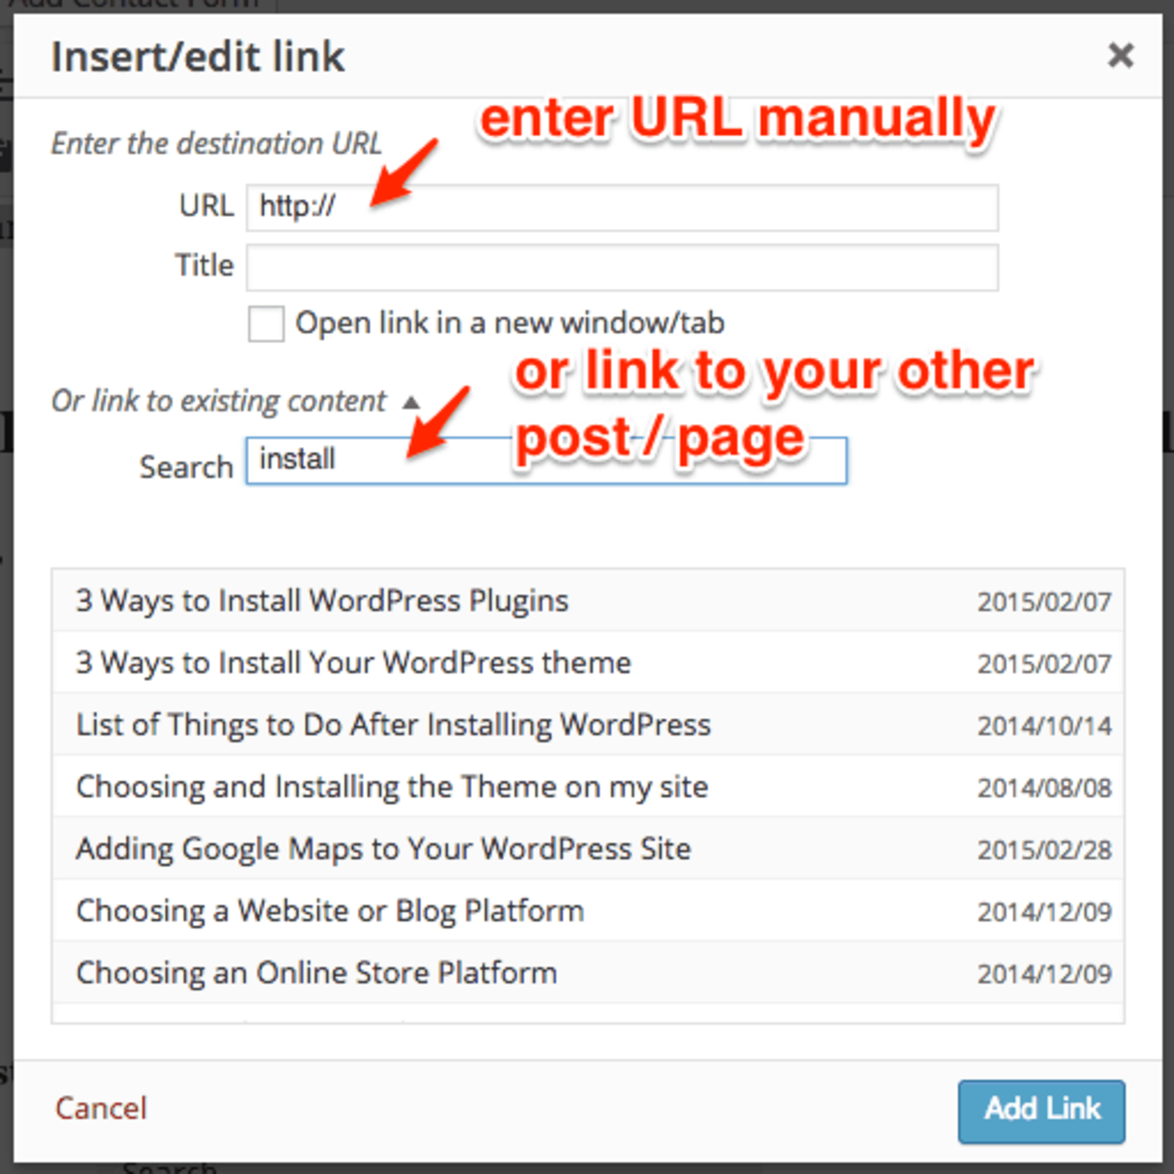 Add Contact Form
Insert/edit link
enter URL manually
Enter the destination URL
URL http://
Title
Open link in a new window/tab
or link to your other
Or link to existing content
post / page
Search install
3 Ways to Install WordPress Plugins 2015/02/07
3 Ways to Install Your WordPress theme 2015/02/07
List of Things to Do After Installing WordPress 2014/10/14
Choosing and Installing the Theme on my site 2014/08/08
Adding Google Maps to Your WordPress Site 2015/02/28
Choosing a Website or Blog Platform 2014/12/09
Choosing an Online Store Platform 2014/12/09
Cancel Add Link
Search